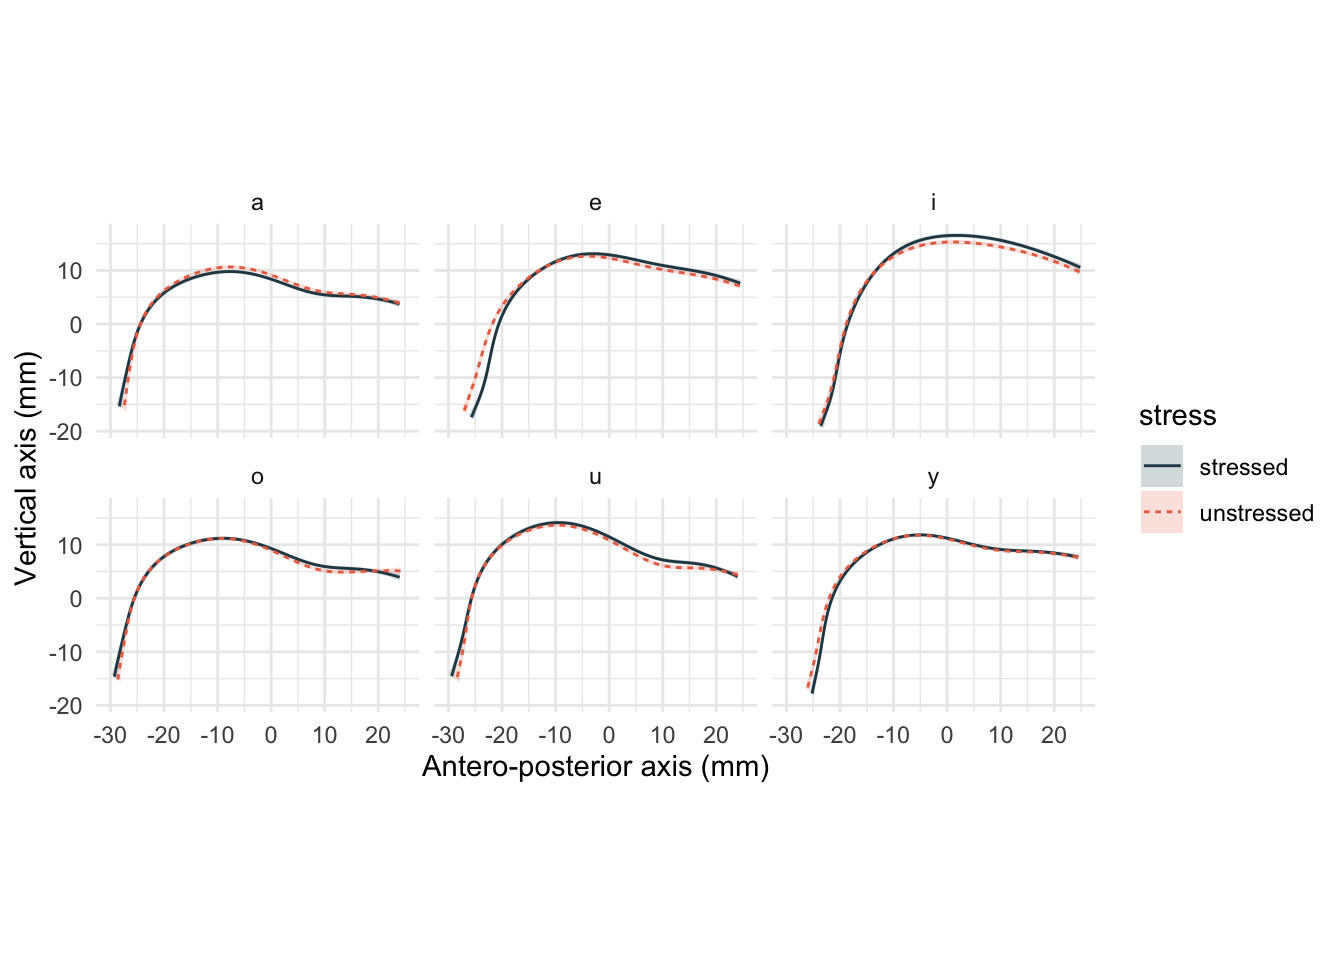 a e i
10
0
-10
-20
o u y
10
0
-10
-20
-30 -20 -10 0 10 20 -30 -20 -10 0 10 20 -30 -20 -10 0 10 20
Antero-posterior axis (mm)
Vertical axis (mm)
stress
stressed
unstressed